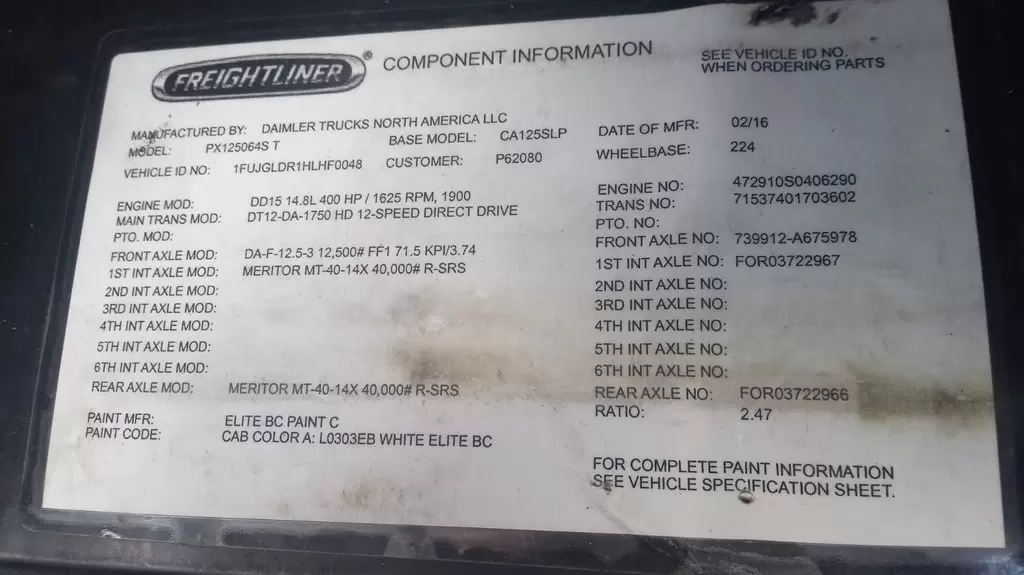 FREIGHTLINER® COMPONENT INFORMATION
SEE VEHICLE ID NO.
WHEN ORDERING PARTS
MANUFACTURED BY: DAIMLER TRUCKS NORTH AMERICA LLC
MODEL: PX125064S T BASE MODEL: CA125SLP
VEHICLE ID NO: 1FUJGLDR1HLHF0048 CUSTOMER: P62080
DATE OF MFR: 02/16
WHEELBASE: 224
ENGINE MOD: DD15 14.8L 400 HP / 1625 RPM, 1900
MAIN TRANS MOD: DT12-DA-1750 HD 12-SPEED DIRECT DRIVE
PTO. MOD:
FRONT AXLE MOD: DA-F-12.5-3 12,500# FF1 71.5 KPI/3.74
1ST INT AXLE MOD: MERITOR MT-40-14X 40,000# R-SRS
2ND INT AXLE MOD:
3RD INT AXLE MOD:
4TH INT AXLE MOD:
5TH INT AXLE MOD:
6TH INT AXLE MOD:
REAR AXLE MOD: MERITOR MT-40-14X 40,000# R-SRS
ENGINE NO: 472910S0406290
TRANS NO: 71537401703602
PTO. NO:
FRONT AXLE NO: 739912-A675978
1ST INT AXLE NO: FOR03722967
2ND INT AXLE NO:
3RD INT AXLE NO:
4TH INT AXLE NO:
5TH INT AXLE NO:
6TH INT AXLE NO:
REAR AXLE NO: FOR03722966
RATIO: 2.47
PAINT MFR: ELITE BC PAINT C
PAINT CODE: CAB COLOR A: L0303EB WHITE ELITE BC
FOR COMPLETE PAINT INFORMATION
SEE VEHICLE SPECIFICATION SHEET.